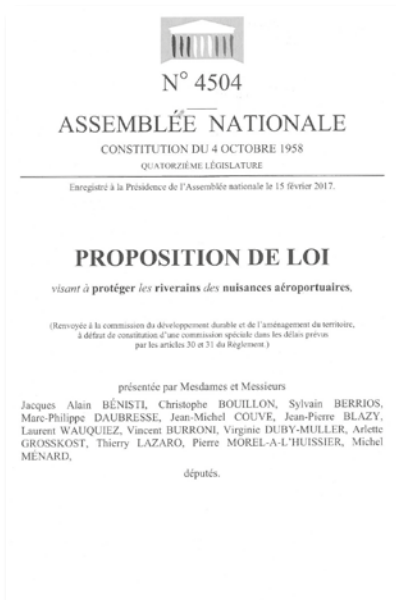 N° 4504
ASSEMBLÉE NATIONALE
CONSTITUTION DU 4 OCTOBRE 1958
QUATORZIÈME LÉGISLATURE
Enregistré à la Présidence de l'Assemblée nationale le 15 février 2017.
PROPOSITION DE LOI
visant à protéger les riverains des nuisances aéroportuaires,
(Renvoyée à la commission du développement durable et de l'aménagement du territoire,
à défaut de constitution d'une commission spéciale dans les délais prévus
par les articles 30 et 31 du Règlement.)
présentée par Mesdames et Messieurs
Jacques Alain BÉNISTI, Christophe BOUILLON, Sylvain BERRIOS,
Marc-Philippe DAUBRESSE, Jean-Michel COUVE, Jean-Pierre BLAZY,
Laurent WAUQUIEZ, Vincent BURRONI, Virginie DUBY-MULLER, Arlette
GROSSKOST, Thierry LAZARO, Pierre MOREL-A-L'HUISSIER, Michel
MÉNARD,
députés.